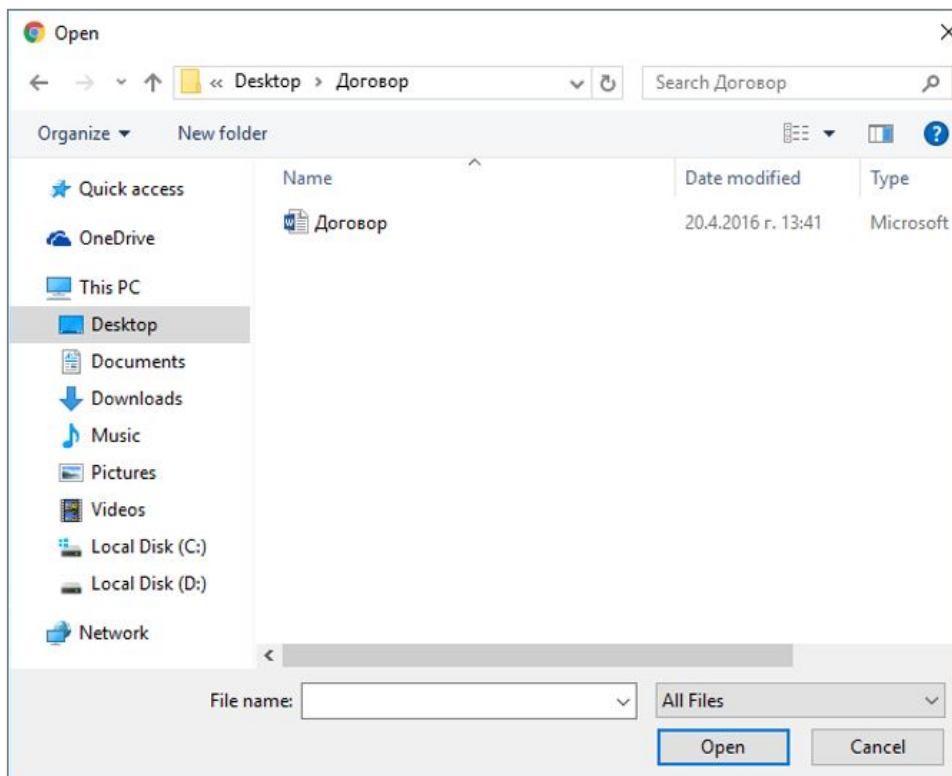 Open
« Desktop › Договор
Search Договор
Organize
New folder
Name
Date modified
Type
Quick access
OneDrive
This PC
Desktop
Documents
Downloads
Music
Pictures
Videos
Local Disk (C:)
Local Disk (D:)
Network
Договор
20.4.2016 г. 13:41
Microsoft
File name:
All Files
Open
Cancel